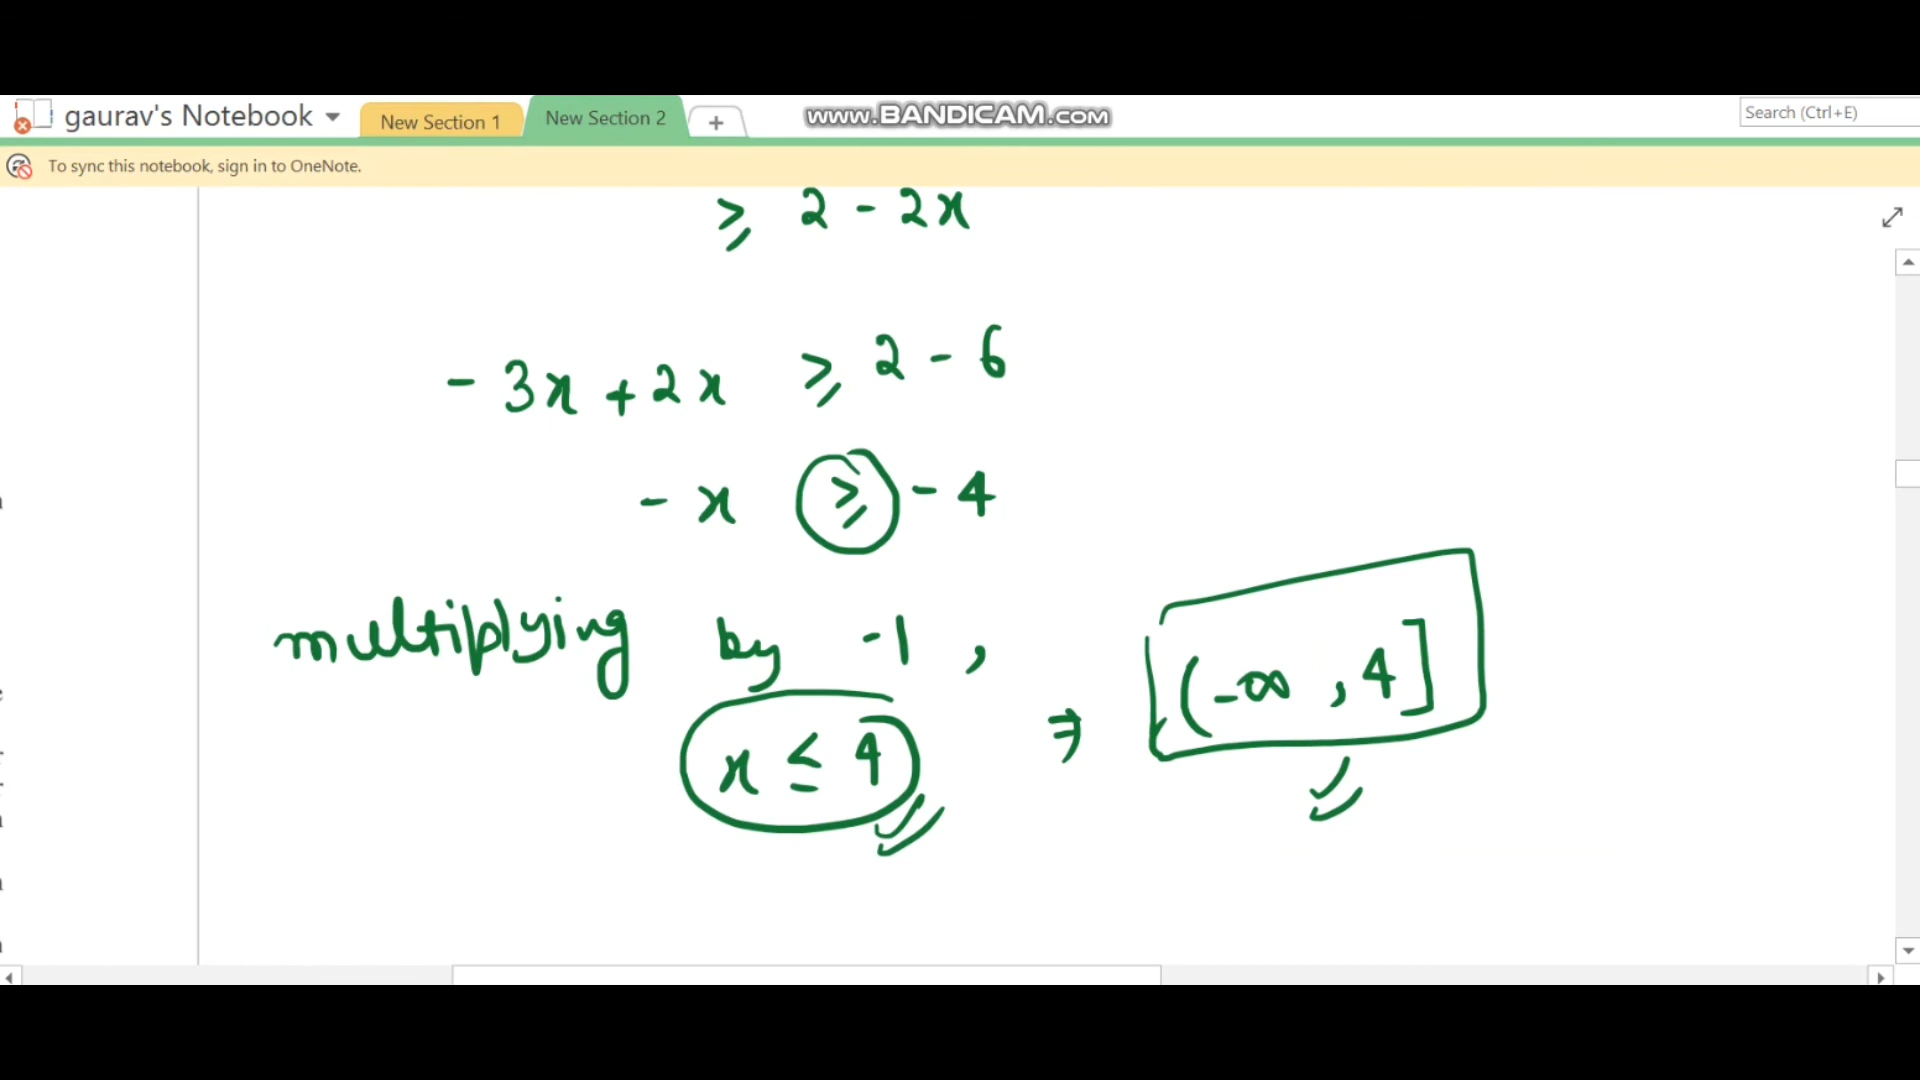 gaurav's Notebook
New Section 1
New Section 2
+
www.BANDICAM.com
Search (Ctrl+E)
To sync this notebook, sign in to OneNote.
≥ 2 - 2x
- 3x + 2x ≥ 2 - 6
- x ≥ - 4
multiplying by -1 ,
x ≤ 4 ⇒ (-∞ , 4]